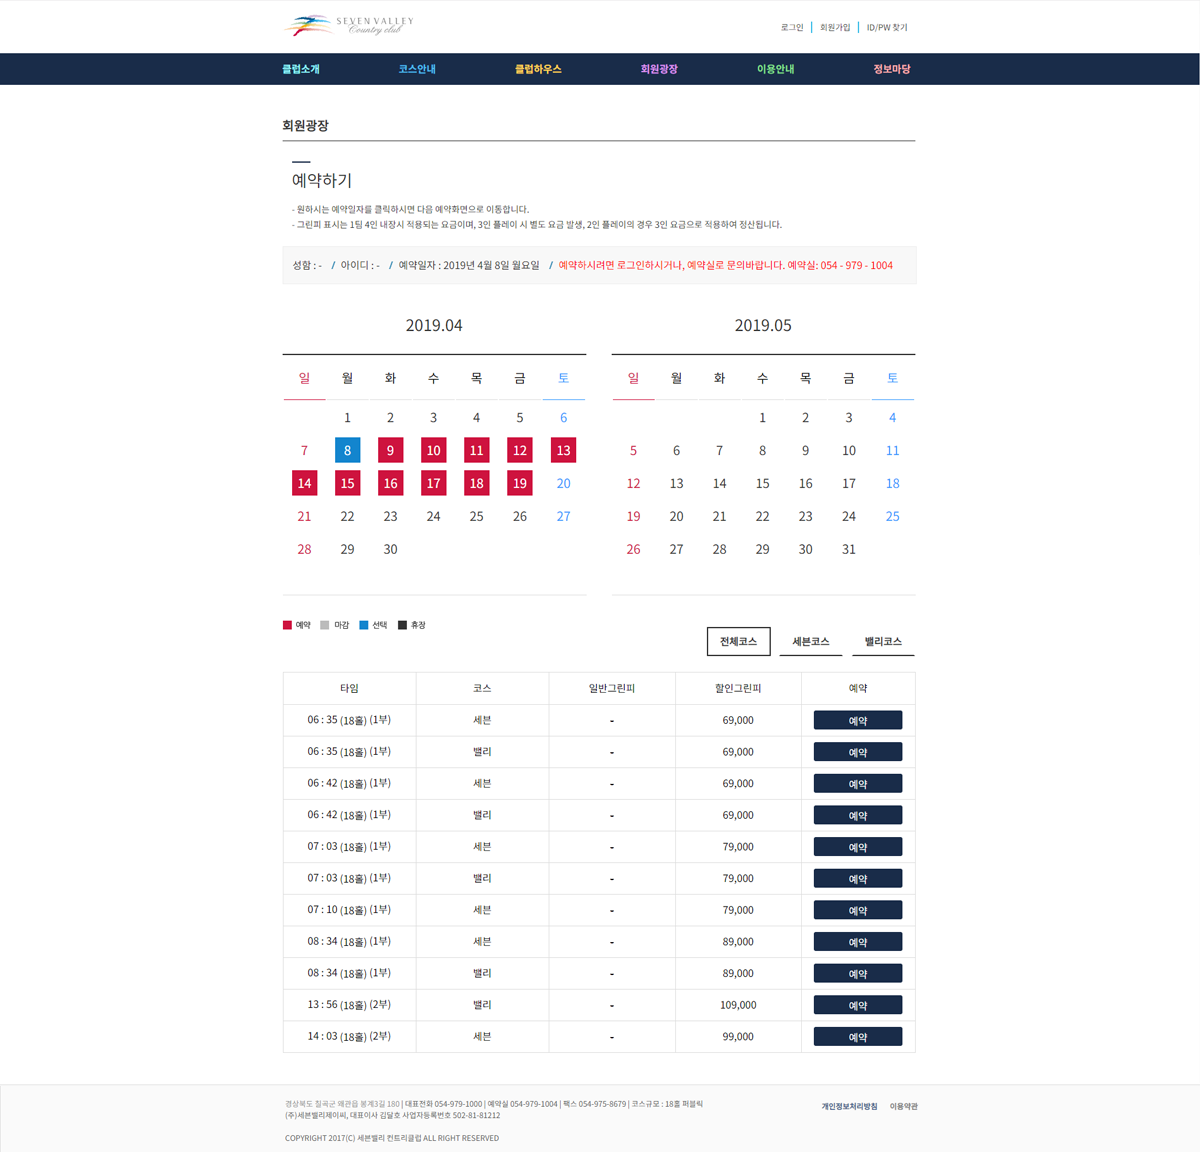 SEVEN VALLEY
Country club
로그인 회원가입 ID/PW 찾기
클럽소개 코스안내 클럽하우스 회원광장 이용안내 정보마당
회원광장
예약하기
- 원하시는 예약일자를 클릭하시면 다음 예약화면으로 이동합니다.
- 그린피 표시는 1팀 4인 내장시 적용되는 요금이며, 3인 플레이 시 별도 요금 발생, 2인 플레이의 경우 3인 요금으로 적용하여 정산됩니다.
성함 : - / 아이디 : - / 예약일자 : 2019년 4월 8일 월요일 / 예약하시려면 로그인하시거나, 예약실로 문의바랍니다. 예약실: 054 - 979 - 1004
2019.04
일 월 화 수 목 금 토
1 2 3 4 5 6
7 8 9 10 11 12 13
14 15 16 17 18 19 20
21 22 23 24 25 26 27
28 29 30
2019.05
일 월 화 수 목 금 토
1 2 3 4
5 6 7 8 9 10 11
12 13 14 15 16 17 18
19 20 21 22 23 24 25
26 27 28 29 30 31
예약 마감 선택 휴장
전체코스 세븐코스 밸리코스
타임 코스 일반그린피 할인그린피 예약
06 : 35 (18홀) (1부) 세븐 - 69,000 예약
06 : 35 (18홀) (1부) 밸리 - 69,000 예약
06 : 42 (18홀) (1부) 세븐 - 69,000 예약
06 : 42 (18홀) (1부) 밸리 - 69,000 예약
07 : 03 (18홀) (1부) 세븐 - 79,000 예약
07 : 03 (18홀) (1부) 밸리 - 79,000 예약
07 : 10 (18홀) (1부) 세븐 - 79,000 예약
08 : 34 (18홀) (1부) 세븐 - 89,000 예약
08 : 34 (18홀) (1부) 밸리 - 89,000 예약
13 : 56 (18홀) (2부) 밸리 - 109,000 예약
14 : 03 (18홀) (2부) 세븐 - 99,000 예약
경상북도 칠곡군 왜관읍 봉계3길 180 | 대표전화 054-979-1000 | 예약실 054-979-1004 | 팩스 054-975-8679 | 코스규모 : 18홀 퍼블릭
(주)세븐밸리제이씨, 대표이사 김달호 사업자등록번호 502-81-81212
개인정보처리방침 이용약관
COPYRIGHT 2017(C) 세븐밸리 컨트리클럽 ALL RIGHT RESERVED